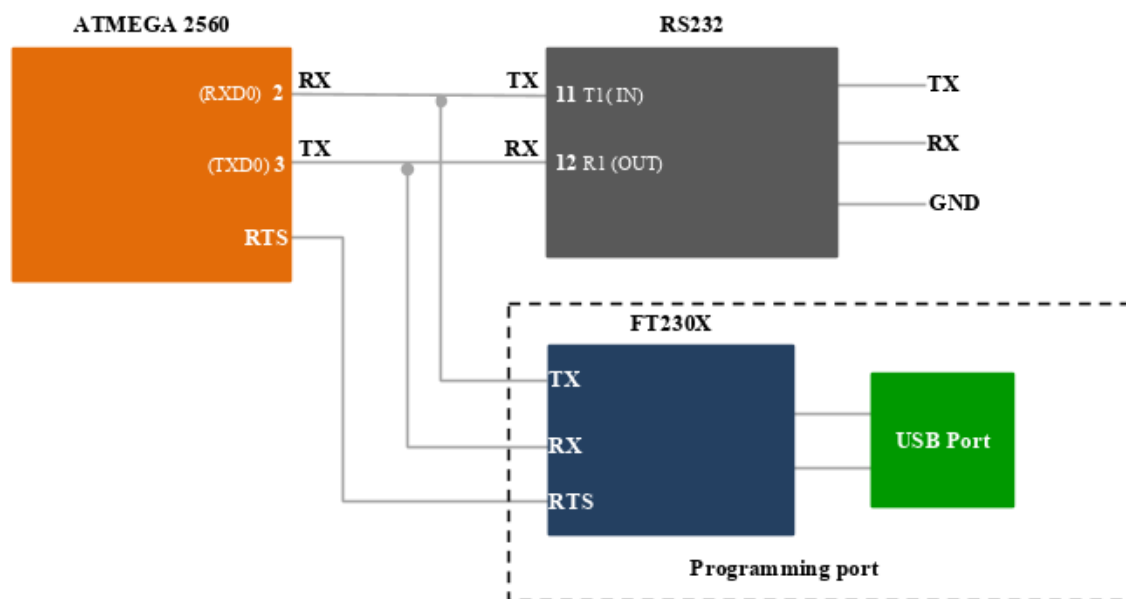 ATMEGA 2560
RS232
(RXD0) 2 RX TX 11 T1( IN) TX
(TXD0) 3 TX RX 12 R1 (OUT) RX
GND
RTS
FT230X
TX
RX
RTS
USB Port
Programming port